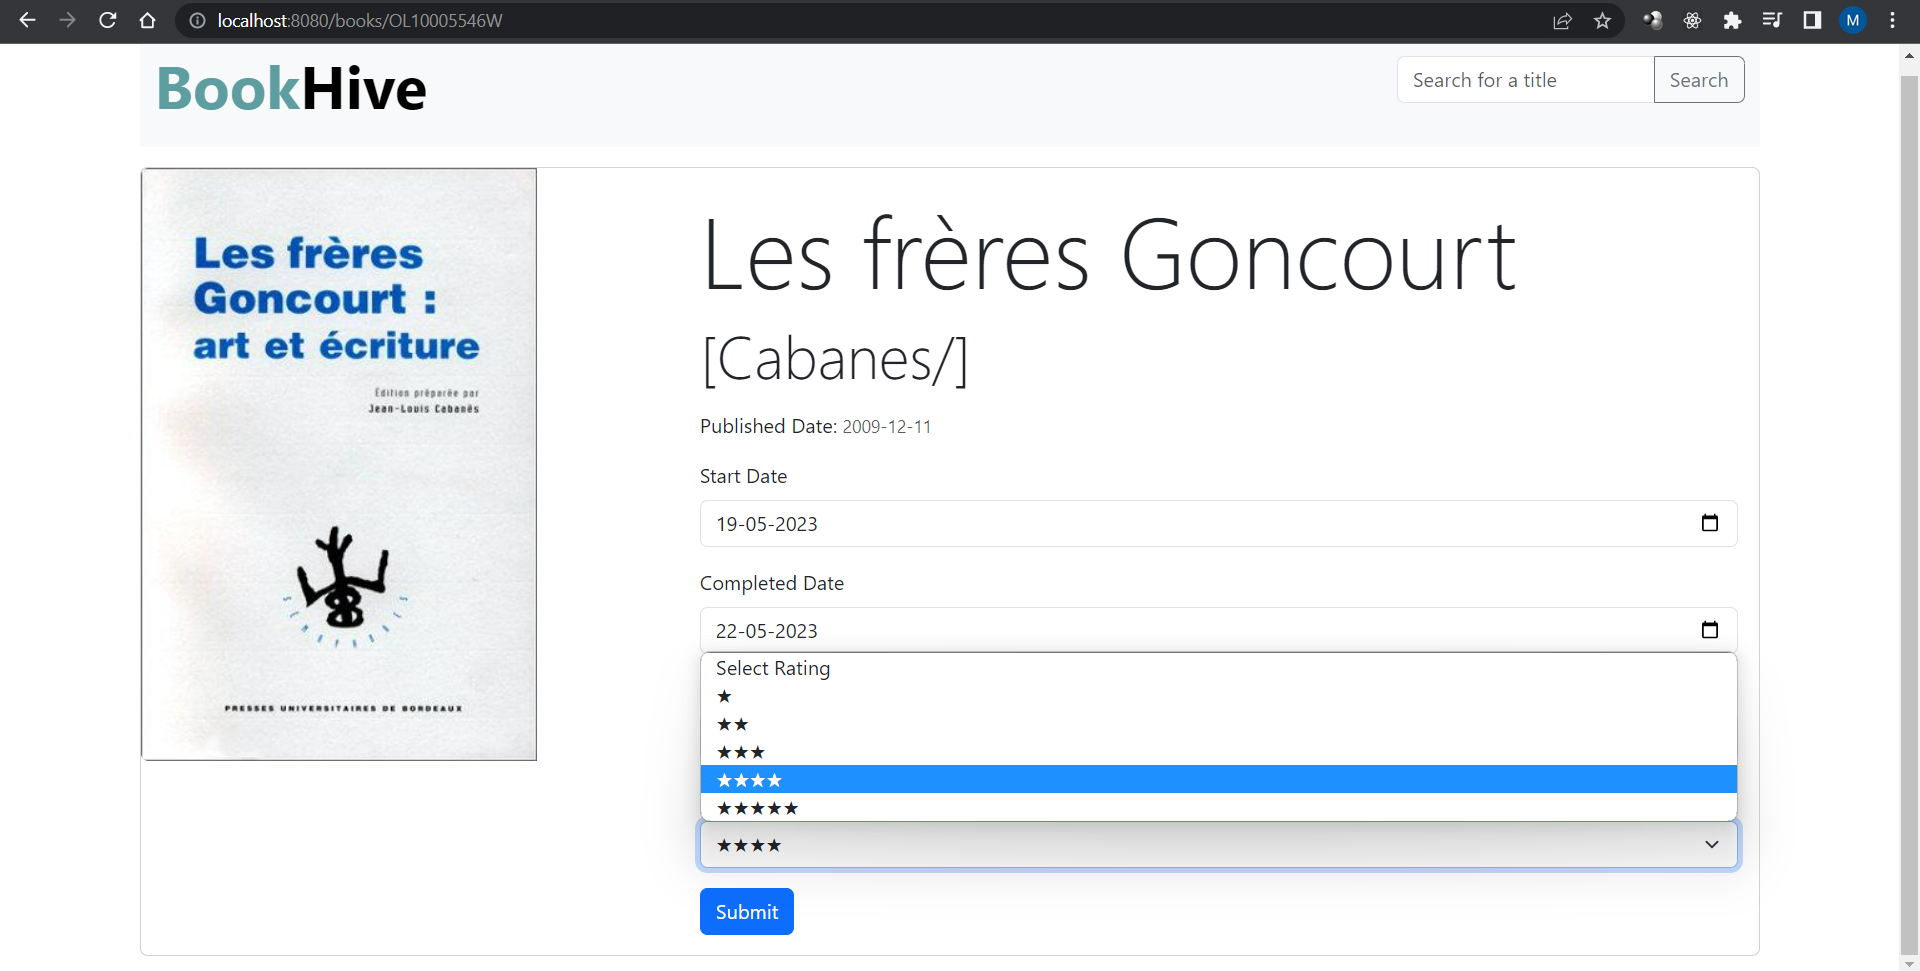 localhost:8080/books/OL10005546W
M
BookHive
Search for a title
Search
Les frères
Goncourt :
art et écriture
Édition préparée par
Jean-Louis Cabanès
PRESSES UNIVERSITAIRES DE BORDEAUX
Les frères Goncourt
[Cabanes/]
Published Date: 2009-12-11
Start Date
19-05-2023
Completed Date
22-05-2023
Select Rating
★
★★
★★★
★★★★
★★★★★
★★★★
Submit